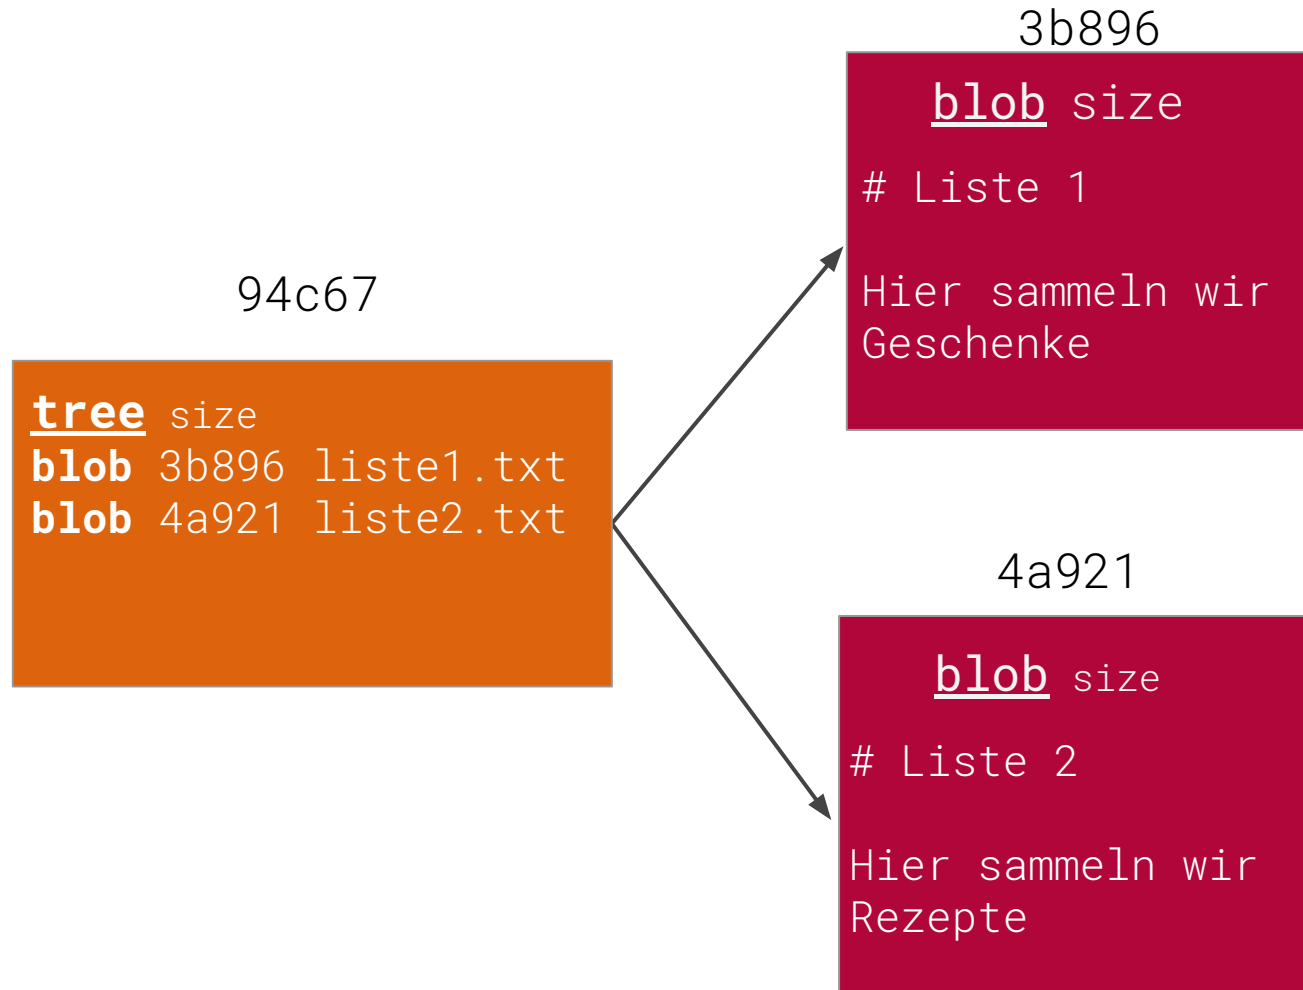 94c67
tree size
blob 3b896 liste1.txt
blob 4a921 liste2.txt
3b896
blob size
# Liste 1
Hier sammeln wir
Geschenke
4a921
blob size
# Liste 2
Hier sammeln wir
Rezepte